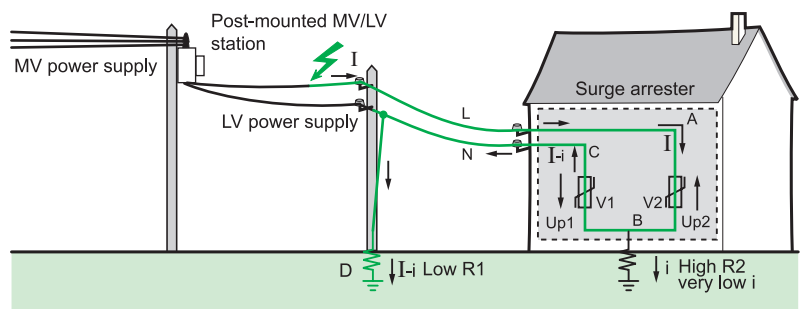 Post-mounted MV/LV
station
I
MV power supply
Surge arrester
LV power supply
L
A
I
N
I-i
C
V1
V2
Up1
B
Up2
D
I-i Low R1
i
High R2
very low i